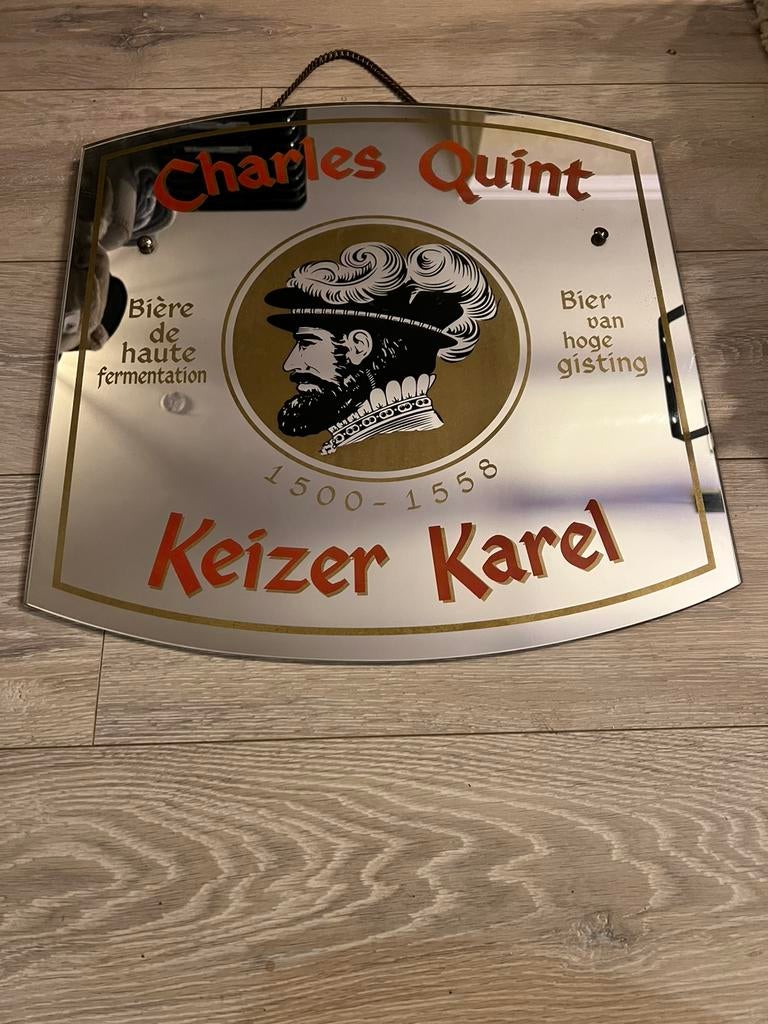 Charles Quint
Bière
de
haute
fermentation
Bier
van
hoge
gisting
1500-1558
Keizer Karel